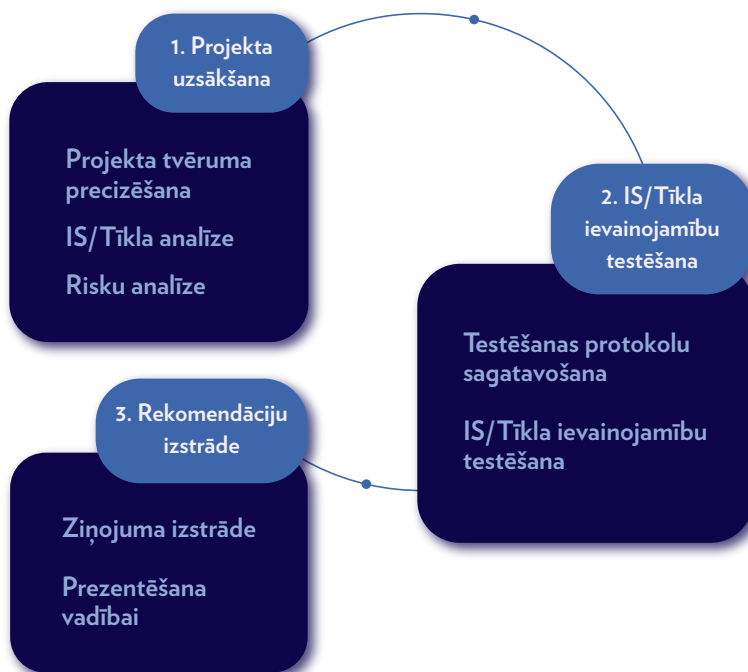 1. Projekta
uzsākšana
Projekta tvēruma
precizēšana
IS/Tīkla analīze
Risku analīze
2. IS/Tīkla
ievainojamību
testēšana
Testēšanas protokolu
sagatavošana
IS/Tīkla ievainojamību
testēšana
3. Rekomendāciju
izstrāde
Ziņojuma izstrāde
Prezentēšana
vadībai